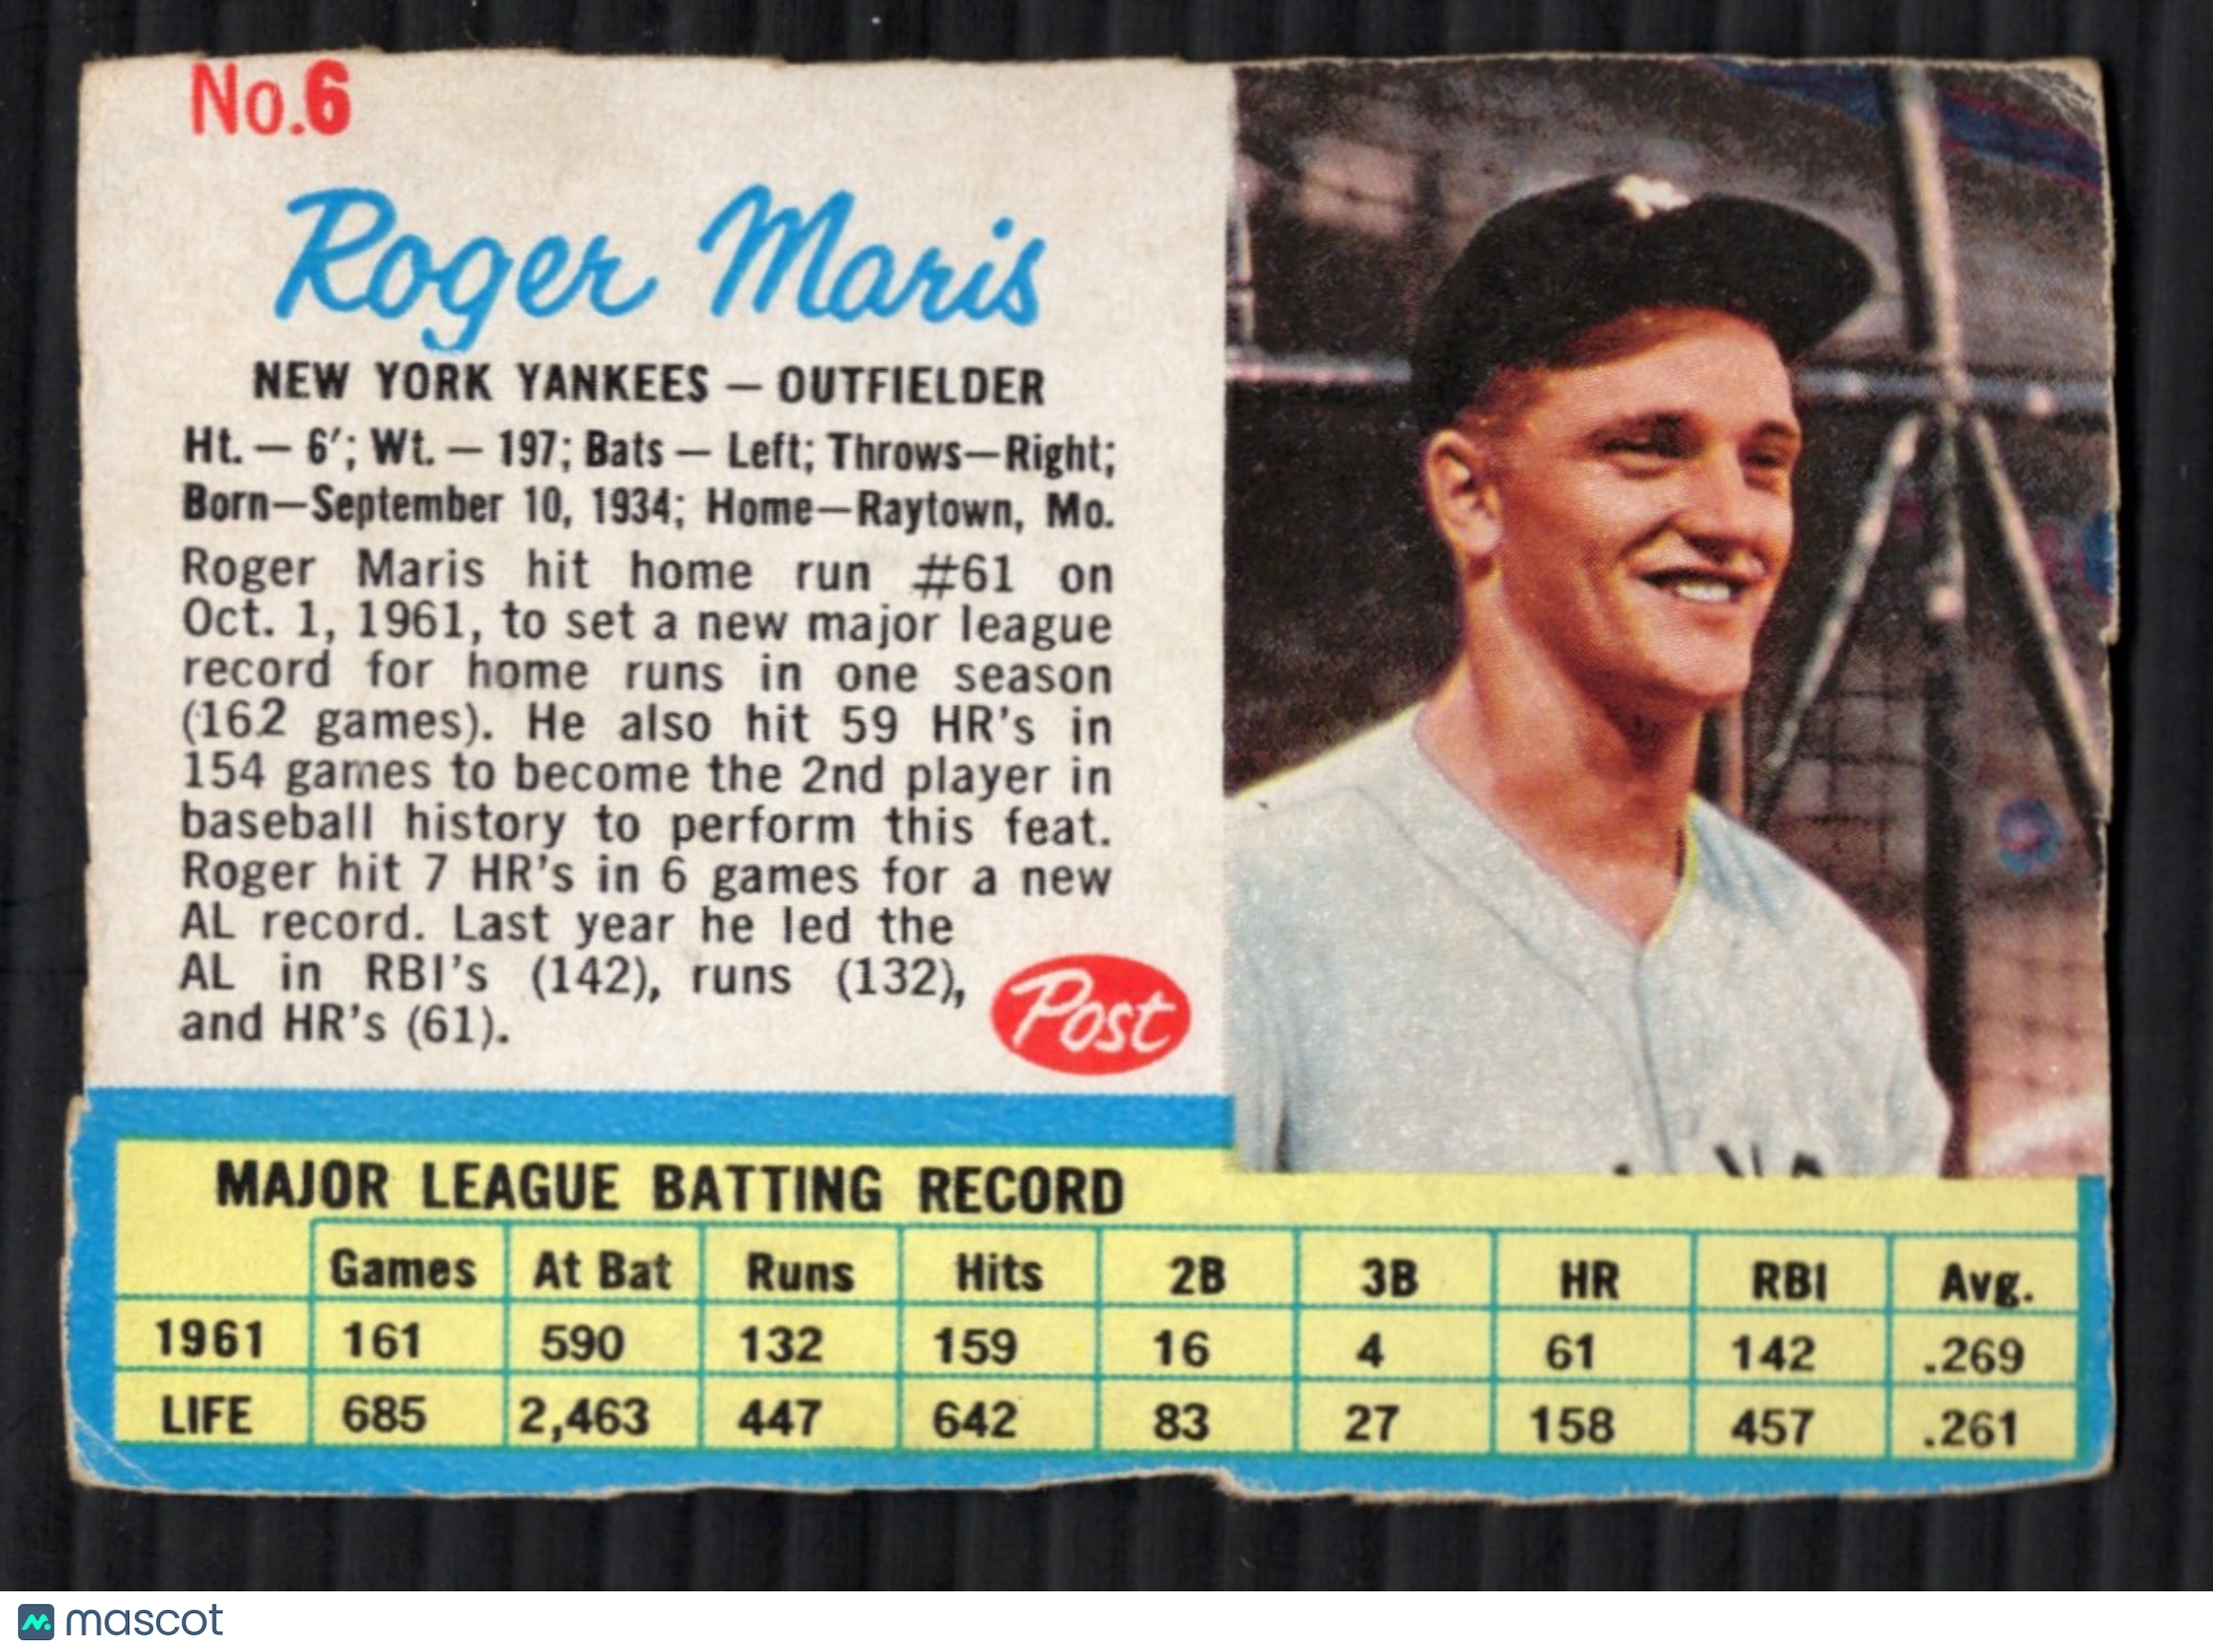 No.6
Roger Maris
NEW YORK YANKEES — OUTFIELDER
Ht. — 6′; Wt. — 197; Bats — Left; Throws—Right;
Born—September 10, 1934; Home—Raytown, Mo.
Roger Maris hit home run #61 on
Oct. 1, 1961, to set a new major league
record for home runs in one season
(162 games). He also hit 59 HR's in
154 games to become the 2nd player in
baseball history to perform this feat.
Roger hit 7 HR's in 6 games for a new
AL record. Last year he led the
AL in RBI's (142), runs (132),
and HR's (61).
Post
MAJOR LEAGUE BATTING RECORD
Games At Bat Runs Hits 2B 3B HR RBI Avg.
1961 161 590 132 159 16 4 61 142 .269
LIFE 685 2,463 447 642 83 27 158 457 .261
mascot